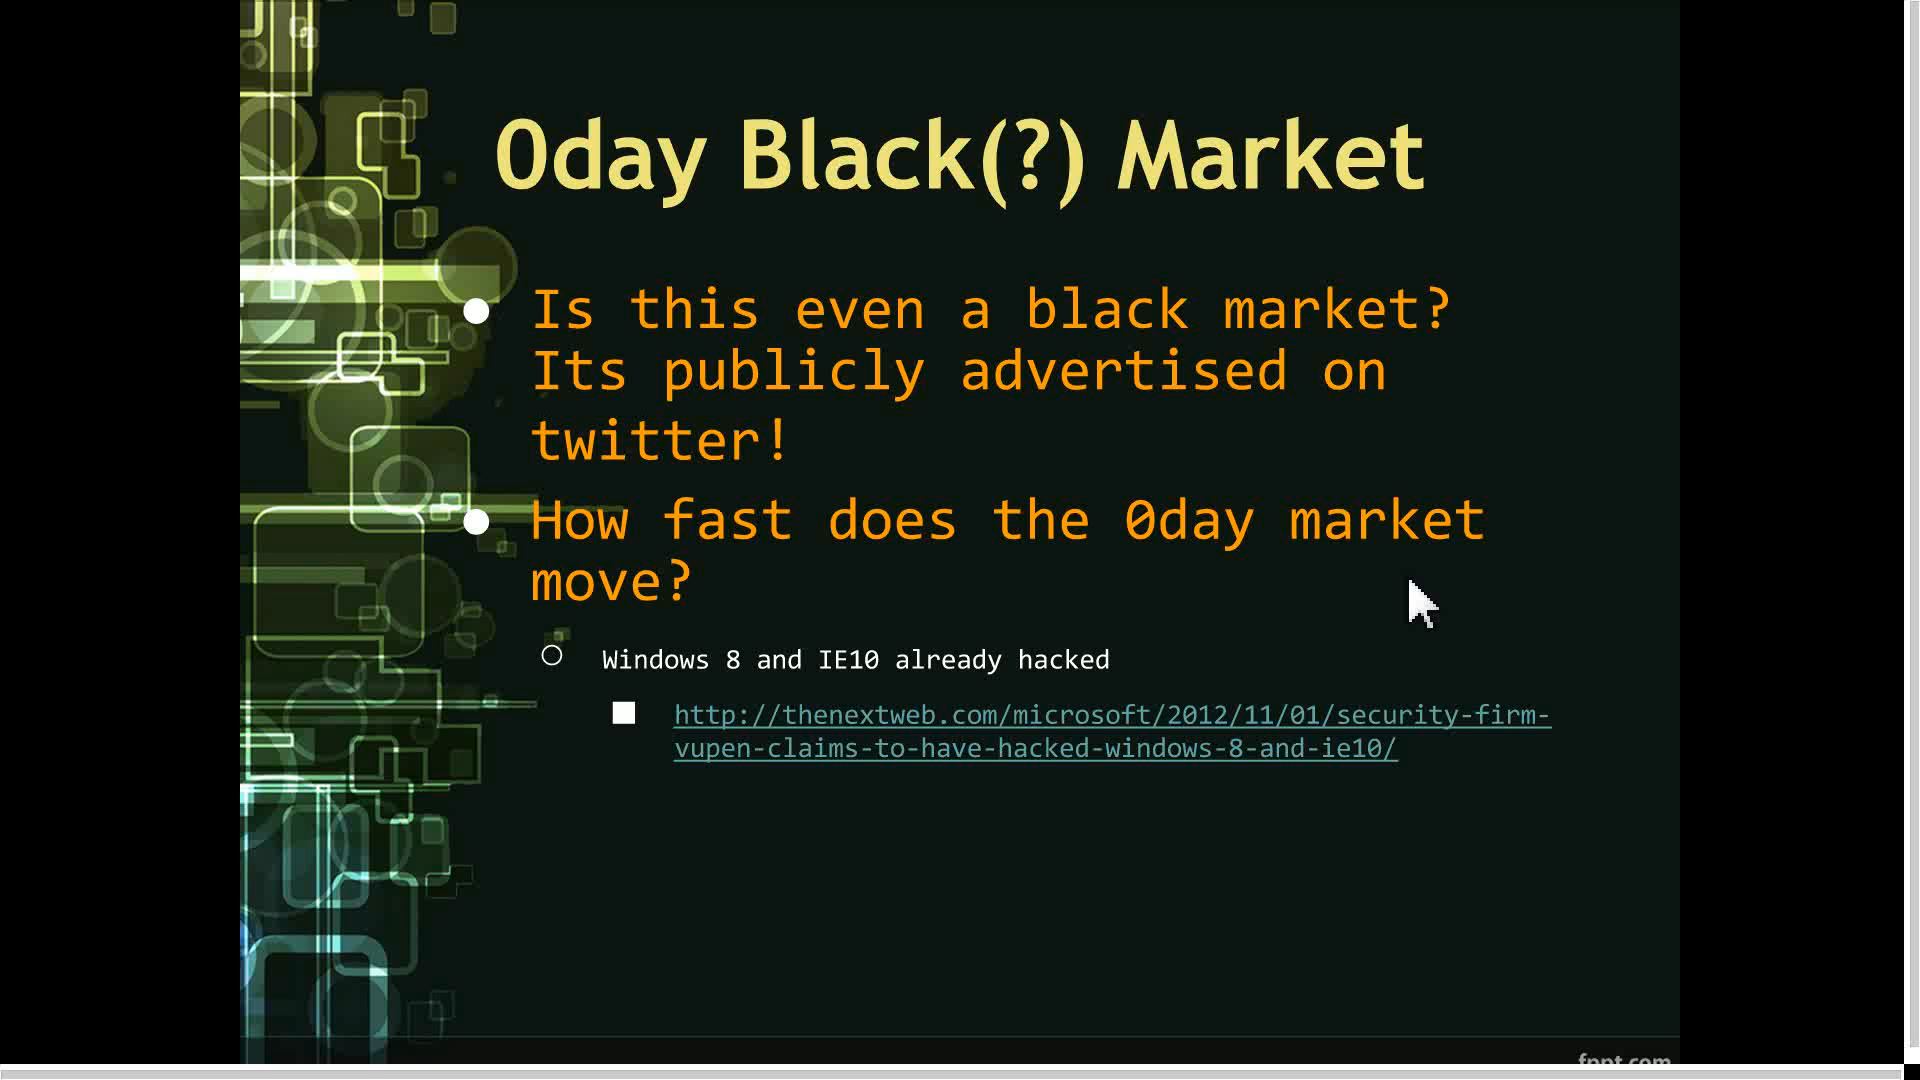 0day Black(?) Market
Is this even a black market?
Its publicly advertised on
twitter!
How fast does the 0day market
move?
Windows 8 and IE10 already hacked
http://thenextweb.com/microsoft/2012/11/01/security-firm-
vupen-claims-to-have-hacked-windows-8-and-ie10/
fppt.com